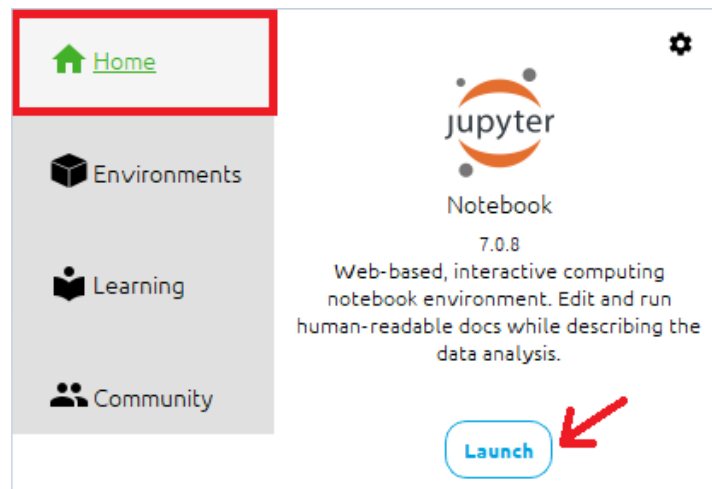 Home
Environments
Learning
Community
jupyter
Notebook
7.0.8
Web-based, interactive computing
notebook environment. Edit and run
human-readable docs while describing the
data analysis.
Launch